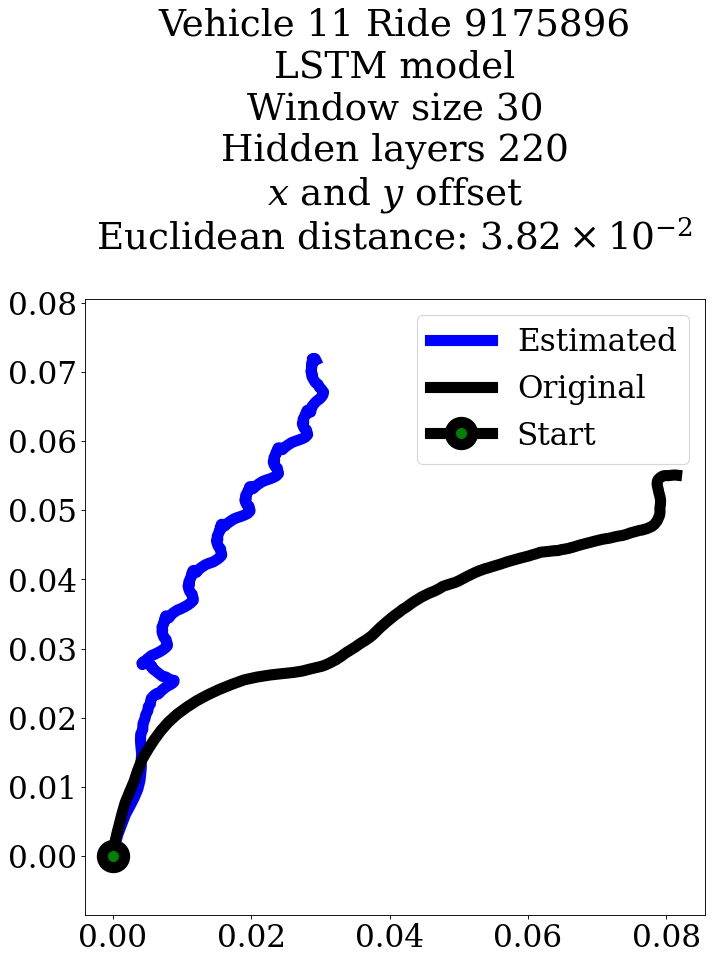 Vehicle 11 Ride 9175896
LSTM model
Window size 30
Hidden layers 220
x and y offset
Euclidean distance: 3.82 × 10⁻²
0.08
0.07
0.06
0.05
0.04
0.03
0.02
0.01
0.00
Estimated
Original
Start
0.00 0.02 0.04 0.06 0.08